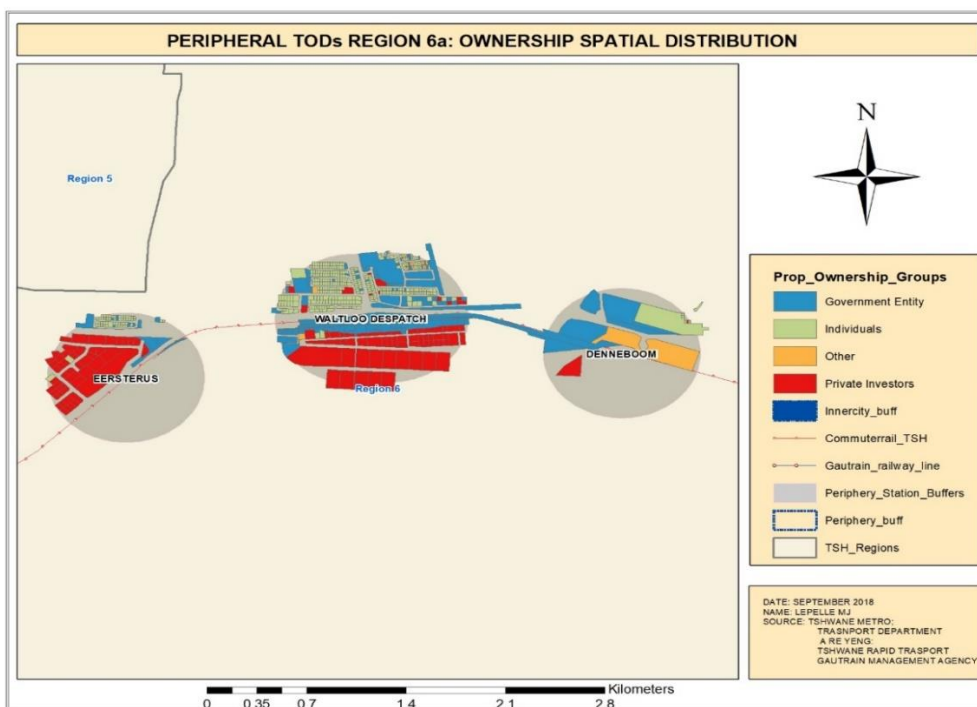 PERIPHERAL TODs REGION 6a: OWNERSHIP SPATIAL DISTRIBUTION
Region 5
WALTLOO DESPATCH
EERSTERUS
DENNEBOOM
Region 6
N
Prop_Ownership_Groups
Government Entity
Individuals
Other
Private Investors
Innercity_buff
Commuterrail_TSH
Gautrain_railway_line
Periphery_Station_Buffers
Periphery_buff
TSH_Regions
DATE: SEPTEMBER 2018
NAME: LEPELLE MJ
SOURCE: TSHWANE METRO:
TRASNPORT DEPARTMENT
A RE YENG:
TSHWANE RAPID TRASPORT
GAUTRAIN MANAGEMENT AGENCY
Kilometers
0 0.35 0.7 1.4 2.1 2.8